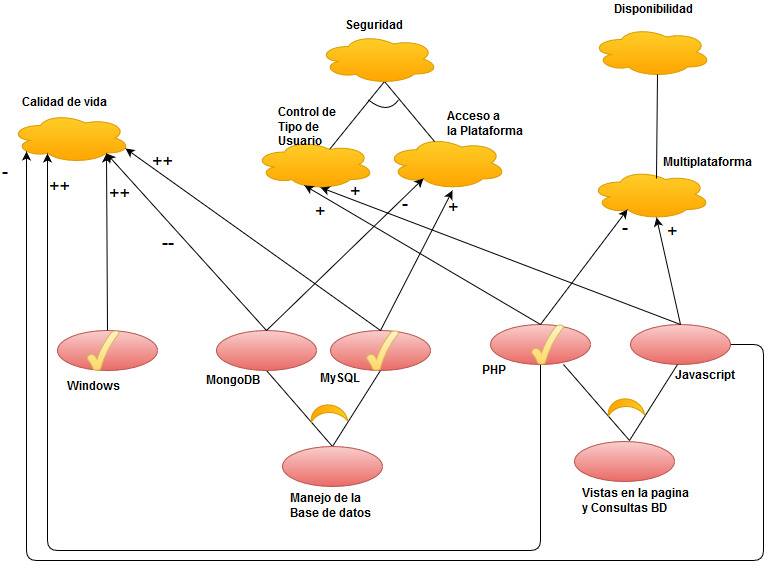 Seguridad
Disponibilidad
Calidad de vida
Control de
Tipo de
Usuario
Acceso a
la Plataforma
Multiplataforma
-
++
++
++
--
+
+
-
+
-
+
Windows
MongoDB
MySQL
PHP
Javascript
Manejo de la
Base de datos
Vistas en la pagina
y Consultas BD